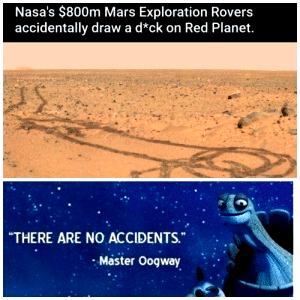 Nasa's $800m Mars Exploration Rovers
accidentally draw a d*ck on Red Planet.
"THERE ARE NO ACCIDENTS."
- Master Oogway